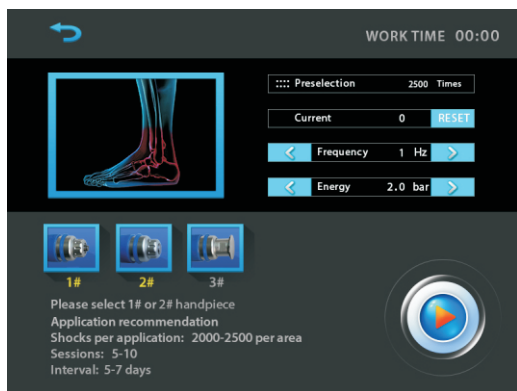 WORK TIME 00:00
:::: Preselection 2500 Times
Current 0 RESET
Frequency 1 Hz
Energy 2.0 bar
1# 2# 3#
Please select 1# or 2# handpiece
Application recommendation
Shocks per application: 2000-2500 per area
Sessions: 5-10
Interval: 5-7 days